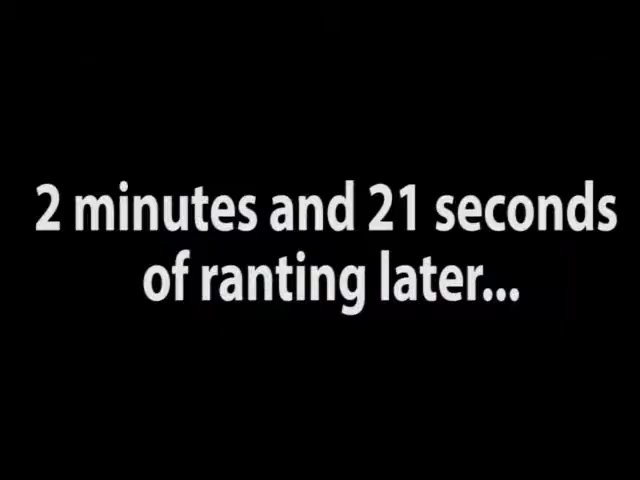 2 minutes and 21 seconds
of ranting later...